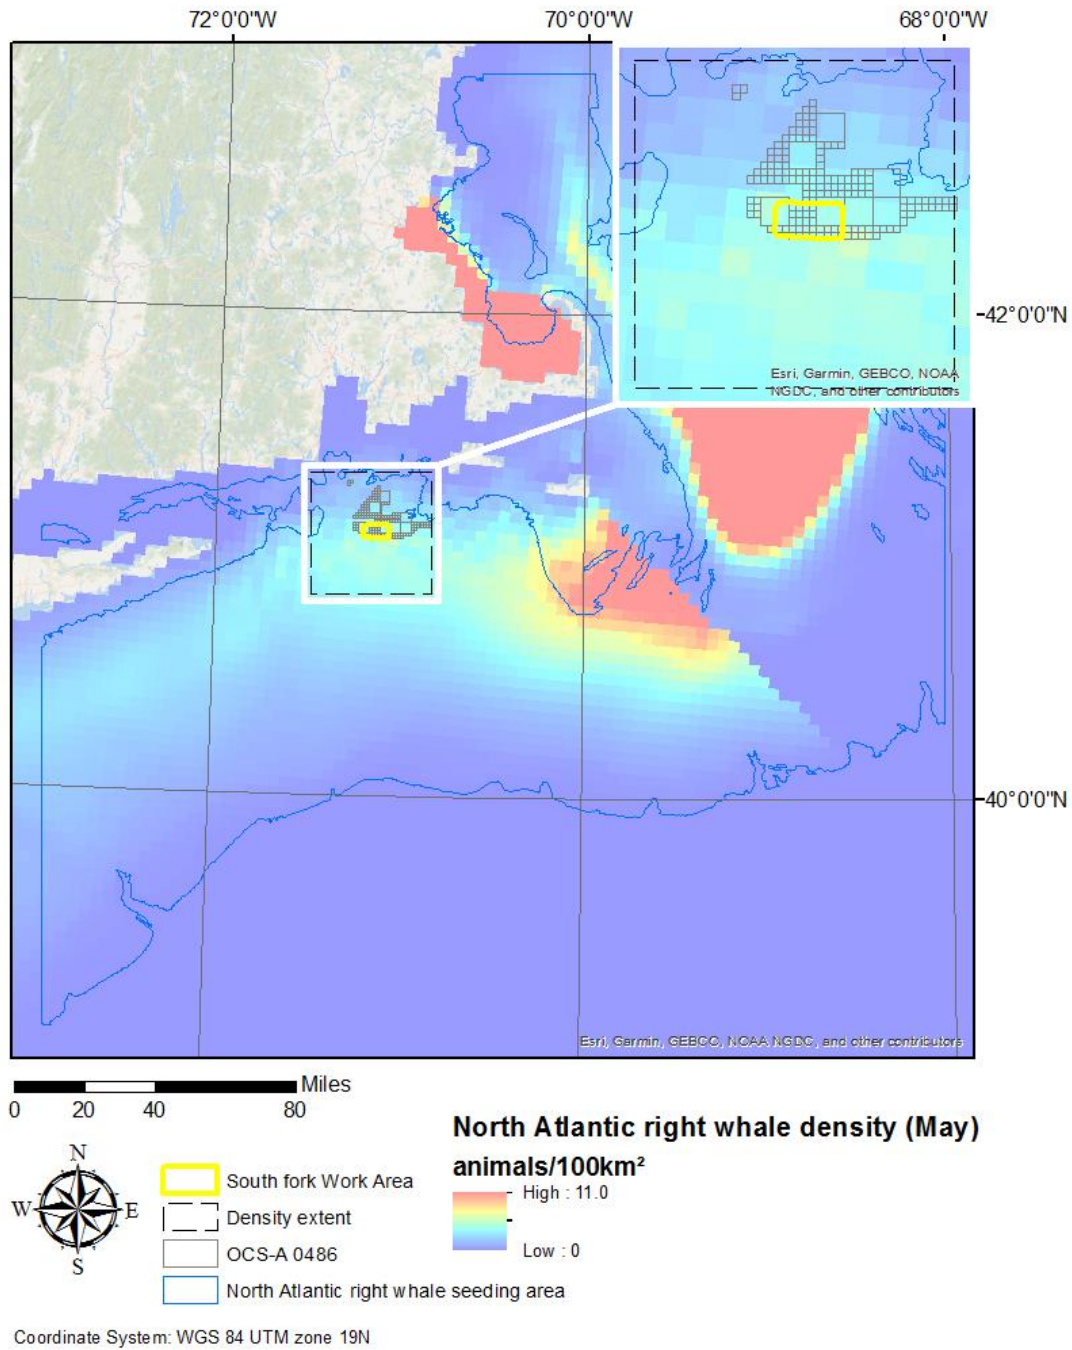 72°0'0"W
70°0'0"W
68°0'0"W
Esri, Garmin, GEBCO, NOAA
NGDC, and other contributors
42°0'0"N
40°0'0"N
Esri, Garmin, GEBCO, NOAA NGDC, and other contributors
Miles
0 20 40 80
North Atlantic right whale density (May)
animals/100km²
High : 11.0
Low : 0
N
W E
S
South fork Work Area
Density extent
OCS-A 0486
North Atlantic right whale seeding area
Coordinate System: WGS 84 UTM zone 19N